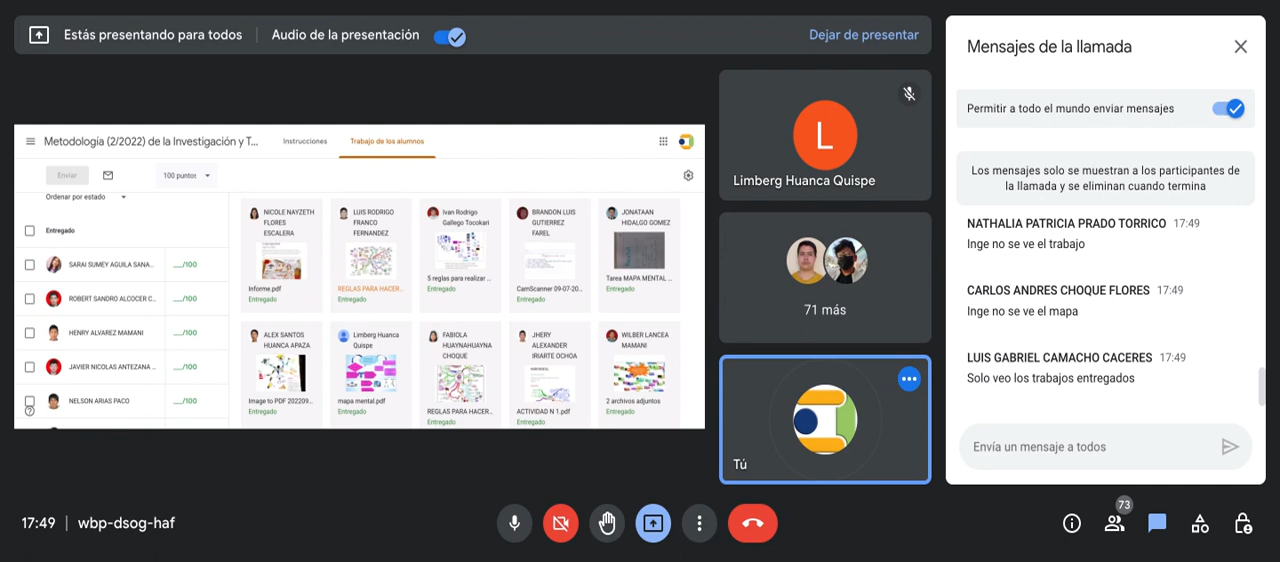 Estás presentando para todos
Audio de la presentación
Dejar de presentar
Metodología (2/2022) de la Investigación y T...
Instrucciones
Trabajo de los alumnos
Enviar
100 puntos
Ordenar por estado
Entregado
SARAI SUMEY AGUILA SANA...
__/100
ROBERT SANDRO ALCOCER C...
__/100
HENRY ALVAREZ MAMANI
__/100
JAVIER NICOLAS ANTEZANA ...
__/100
NELSON ARIAS PACO
__/100
NICOLE NAYZETH
FLORES
ESCALERA
Informe.pdf
Entregado
LUIS RODRIGO
FRANCO
FERNANDEZ
REGLAS PARA HACER...
Entregado
Ivan Rodrigo
Gallego Tocokari
5 reglas para realizar ...
Entregado
BRANDON LUIS
GUTIERREZ
FAREL
CamScanner 09-07-20...
Entregado
JONATAAN
HIDALGO GOMEZ
Tarea MAPA MENTAL ...
Entregado
ALEX SANTOS
HUANCA APAZA
Image to PDF 202209...
Entregado
Limberg Huanca
Quispe
mapa mental.pdf
Entregado
FABIOLA
HUAYNAHUAYNA
CHOQUE
REGLAS PARA HACER...
Entregado
JHERY
ALEXANDER
IRIARTE OCHOA
ACTIVIDAD N 1.pdf
Entregado
WILBER LANCEA
MAMANI
2 archivos adjuntos
Entregado
L
Limberg Huanca Quispe
71 más
Tú
Mensajes de la llamada
Permitir a todo el mundo enviar mensajes
Los mensajes solo se muestran a los participantes de
la llamada y se eliminan cuando termina
NATHALIA PATRICIA PRADO TORRICO 17:49
Inge no se ve el trabajo
CARLOS ANDRES CHOQUE FLORES 17:49
Inge no se ve el mapa
LUIS GABRIEL CAMACHO CACERES 17:49
Solo veo los trabajos entregados
Envía un mensaje a todos
17:49 | wbp-dsog-haf
73